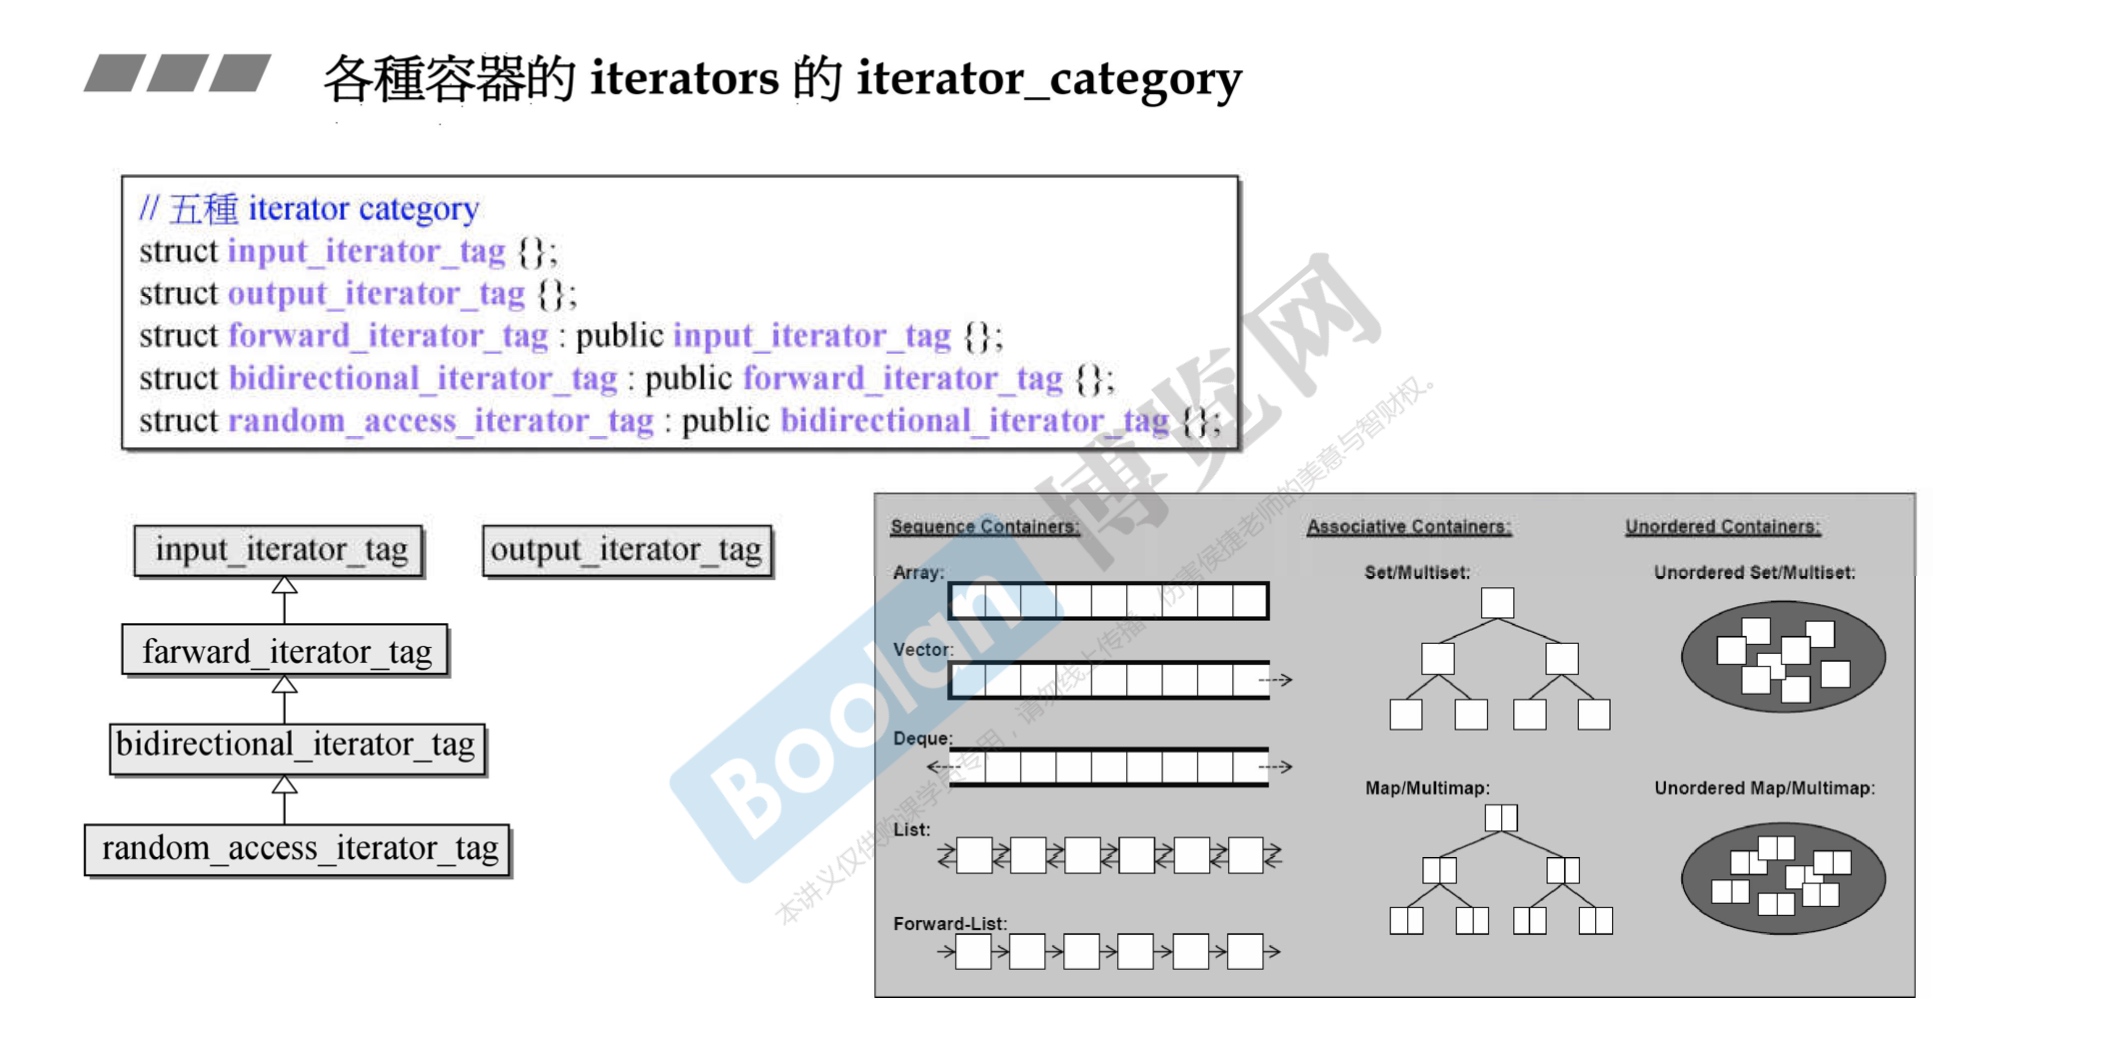 各種容器的 iterators 的 iterator_category
// 五種 iterator category
struct input_iterator_tag {};
struct output_iterator_tag {};
struct forward_iterator_tag : public input_iterator_tag {};
struct bidirectional_iterator_tag : public forward_iterator_tag {};
struct random_access_iterator_tag : public bidirectional_iterator_tag {};
input_iterator_tag
output_iterator_tag
farward_iterator_tag
bidirectional_iterator_tag
random_access_iterator_tag
Sequence Containers:
Array:
Vector:
Deque:
List:
Forward-List:
Associative Containers:
Set/Multiset:
Map/Multimap:
Unordered Containers:
Unordered Set/Multiset:
Unordered Map/Multimap:
Boolan 博览网
本讲义仅供购课学员专用，请勿线上传播，伤害侯捷老师的美意与智财权。